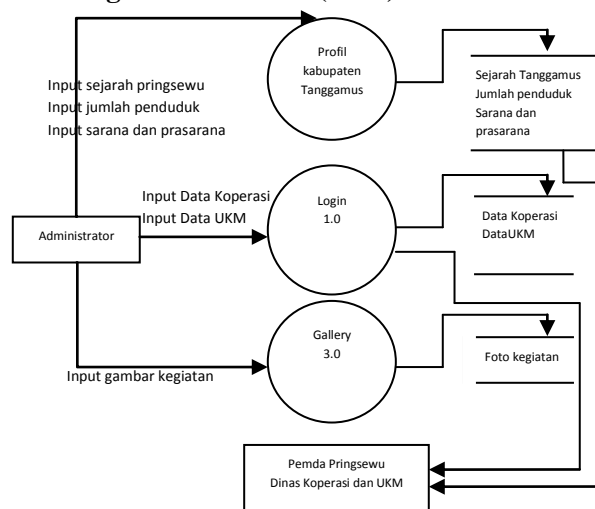 Profil
kabupaten
Tanggamus
Input sejarah pringsewu
Input jumlah penduduk
Input sarana dan prasarana
Sejarah Tanggamus
Jumlah penduduk
Sarana dan
prasarana
Input Data Koperasi
Input Data UKM
Login
1.0
Administrator
Data Koperasi
DataUKM
Gallery
3.0
Input gambar kegiatan
Foto kegiatan
Pemda Pringsewu
Dinas Koperasi dan UKM